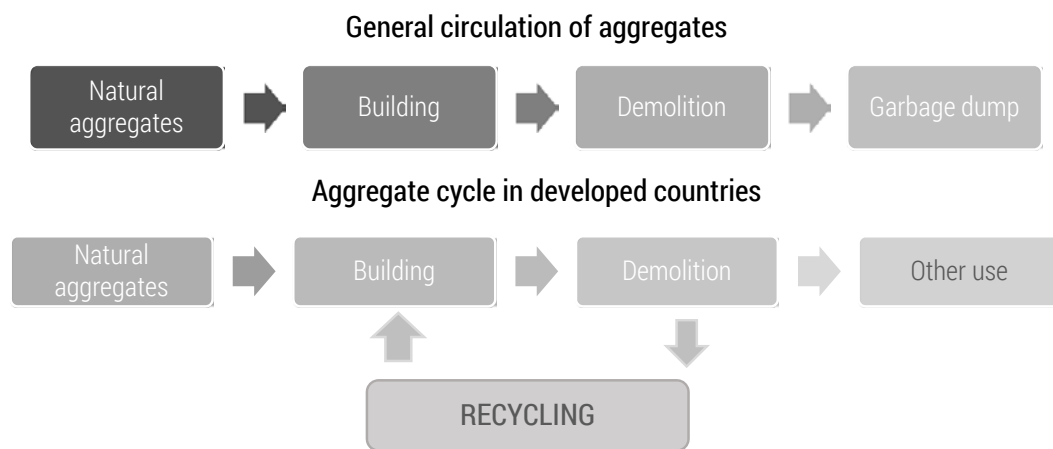 General circulation of aggregates
Natural
aggregates
Building
Demolition
Garbage dump
Aggregate cycle in developed countries
Natural
aggregates
Building
Demolition
Other use
RECYCLING